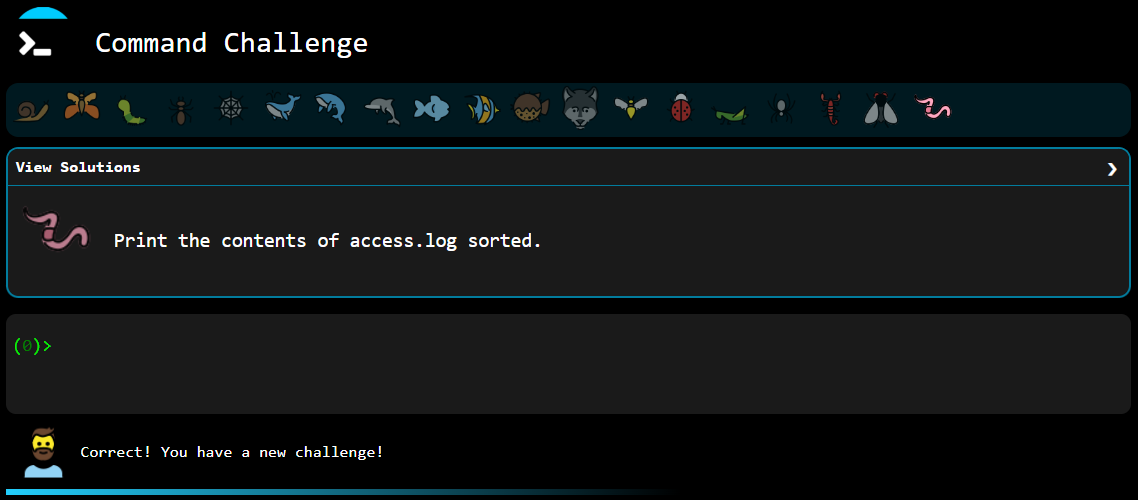 Command Challenge
View Solutions
Print the contents of access.log sorted.
(0)>
Correct! You have a new challenge!